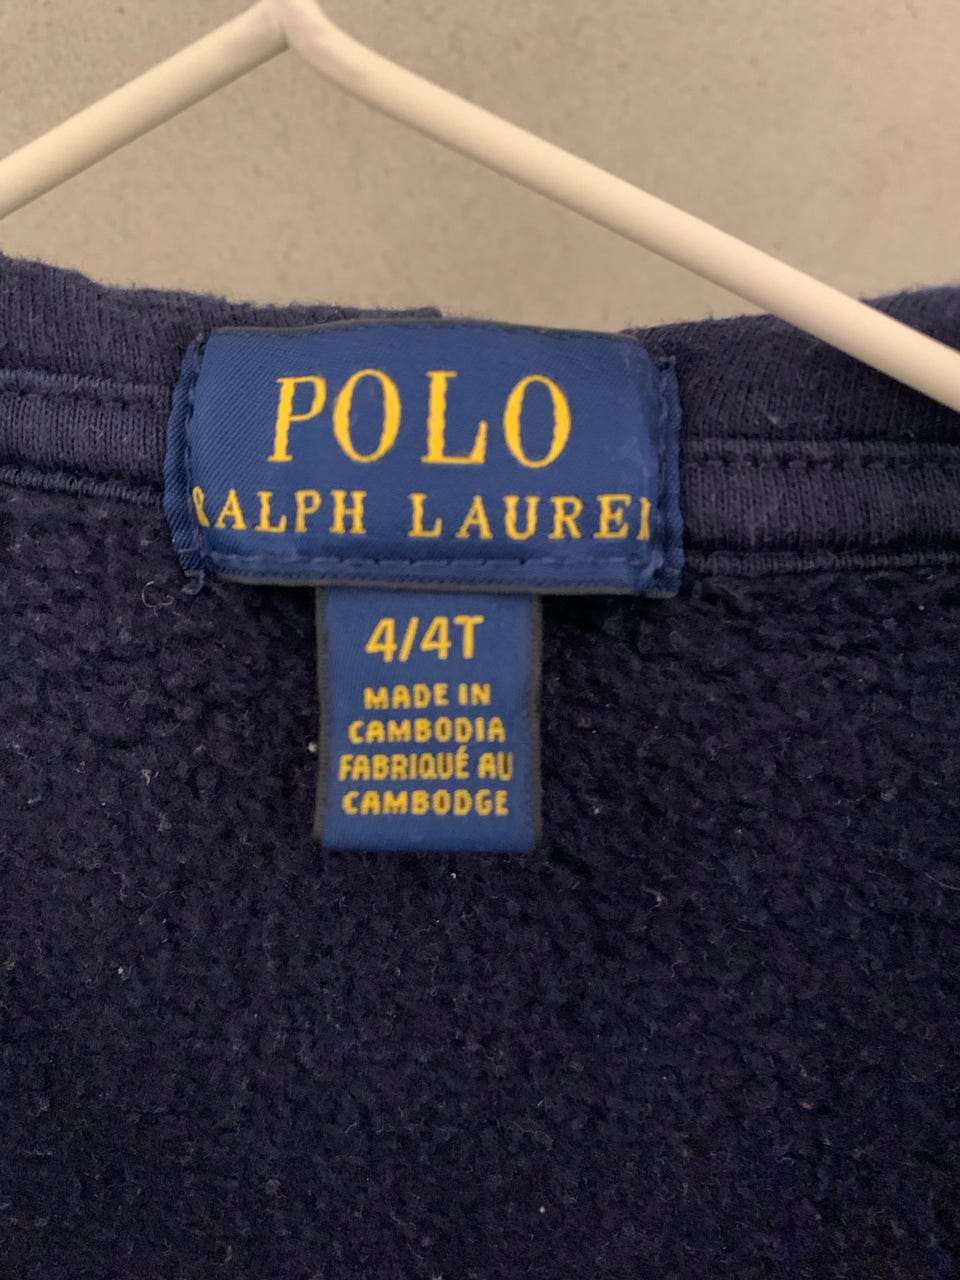 POLO
RALPH LAUREN
4/4T
MADE IN
CAMBODIA
FABRIQUÉ AU
CAMBODGE